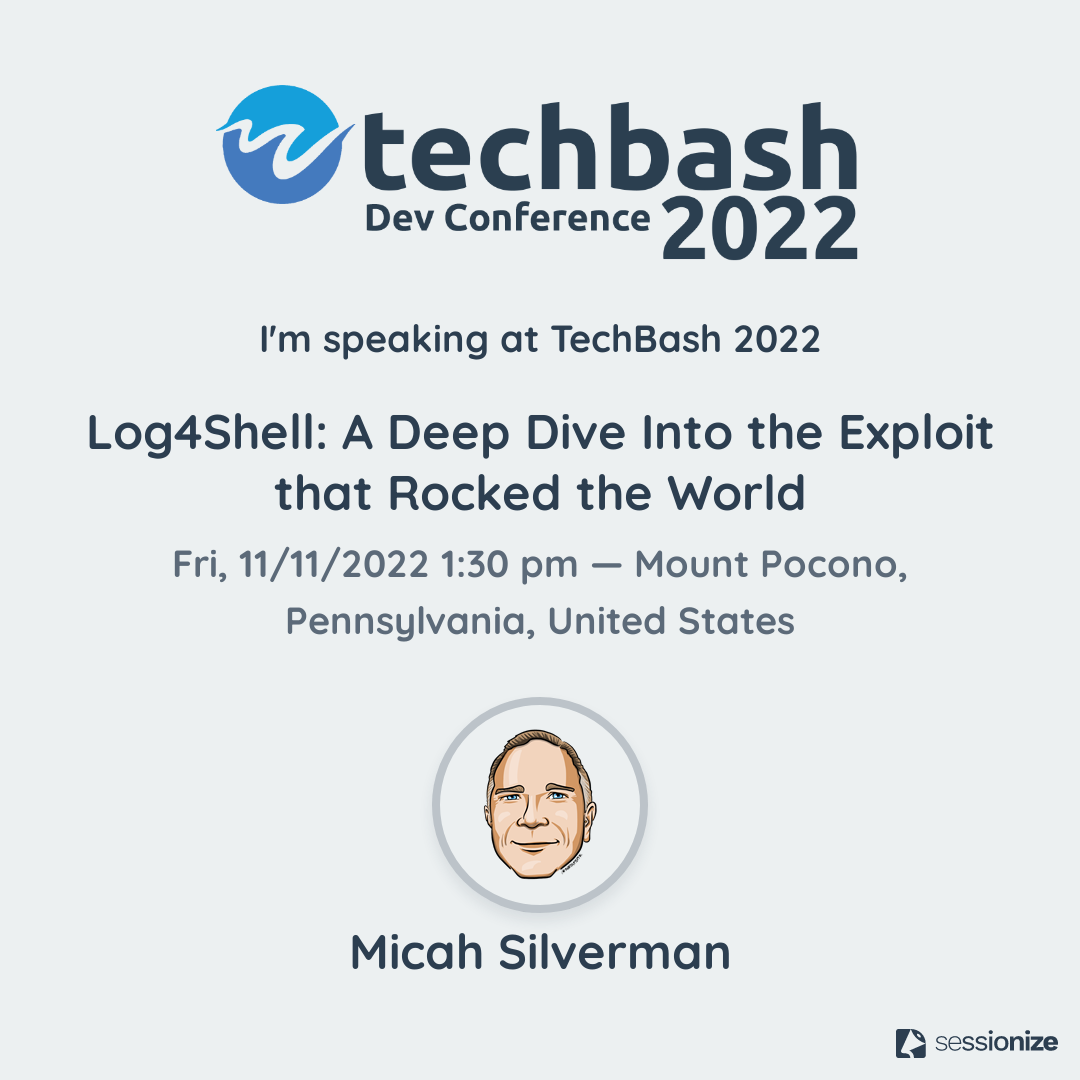 techbash
Dev Conference 2022
I'm speaking at TechBash 2022
Log4Shell: A Deep Dive Into the Exploit
that Rocked the World
Fri, 11/11/2022 1:30 pm — Mount Pocono,
Pennsylvania, United States
Micah Silverman
sessionize